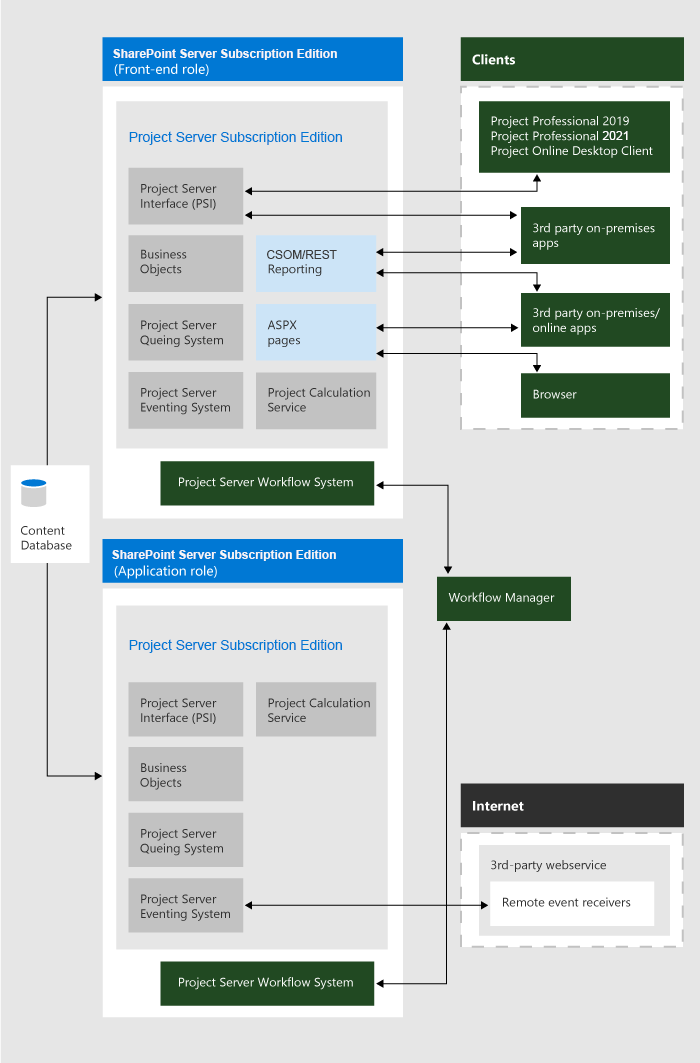 SharePoint Server Subscription Edition
(Front-end role)
Project Server Subscription Edition
Project Server
Interface (PSI)
Business
Objects
CSOM/REST
Reporting
Project Server
Queing System
ASPX
pages
Project Server
Eventing System
Project Calculation
Service
Project Server Workflow System
Clients
Project Professional 2019
Project Professional 2021
Project Online Desktop Client
3rd party on-premises
apps
3rd party on-premises/
online apps
Browser
Content
Database
SharePoint Server Subscription Edition
(Application role)
Project Server Subscription Edition
Project Server
Interface (PSI)
Project Calculation
Service
Business
Objects
Project Server
Queing System
Project Server
Eventing System
Project Server Workflow System
Workflow Manager
Internet
3rd-party webservice
Remote event receivers